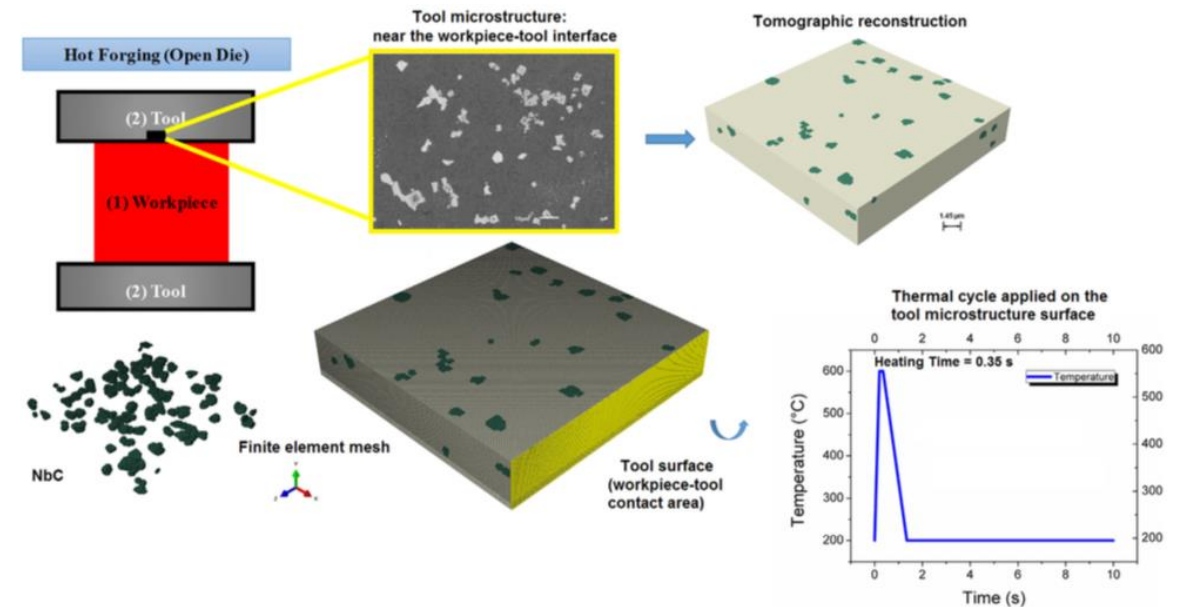 Hot Forging (Open Die)
(2) Tool
(1) Workpiece
(2) Tool
Tool microstructure:
near the workpiece-tool interface
Tomographic reconstruction
1.45 µm
NbC
Finite element mesh
Y
Z
X
Tool surface
(workpiece-tool
contact area)
Thermal cycle applied on the
tool microstructure surface
0 2 4 6 8 10
Heating Time = 0.35 s
Temperature
600
500
400
300
200
600
500
400
300
200
Temperature (°C)
0 2 4 6 8 10
Time (s)